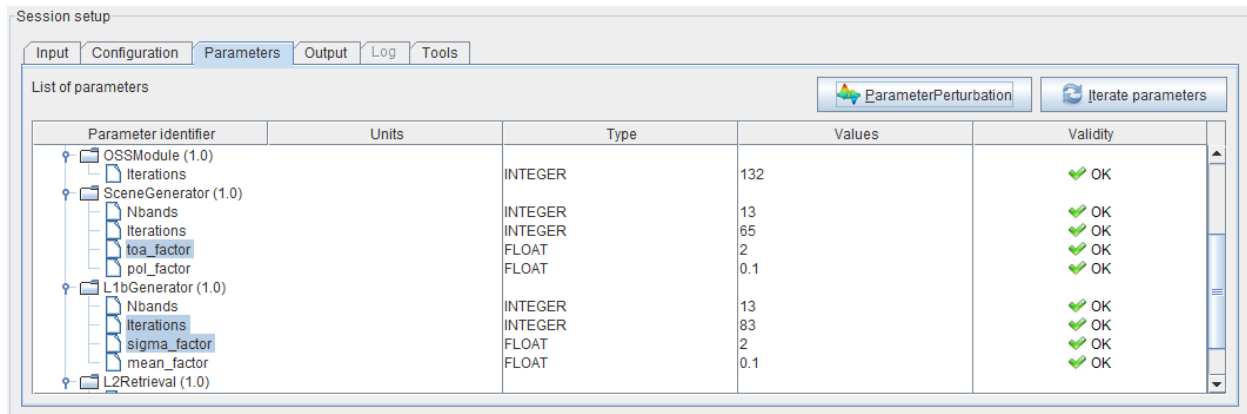 Session setup
Input Configuration Parameters Output Log Tools
List of parameters ParameterPerturbation Iterate parameters
Parameter identifier Units Type Values Validity
OSSModule (1.0)
Iterations INTEGER 132 OK
SceneGenerator (1.0)
Nbands INTEGER 13 OK
Iterations INTEGER 65 OK
toa_factor FLOAT 2 OK
pol_factor FLOAT 0.1 OK
L1bGenerator (1.0)
Nbands INTEGER 13 OK
Iterations INTEGER 83 OK
sigma_factor FLOAT 2 OK
mean_factor FLOAT 0.1 OK
L2Retrieval (1.0)